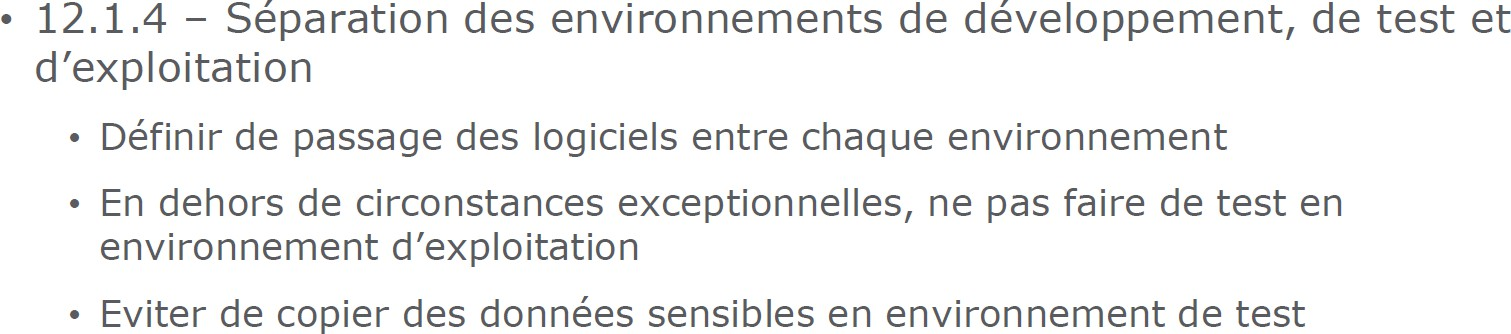 • 12.1.4 – Séparation des environnements de développement, de test et
d’exploitation
• Définir de passage des logiciels entre chaque environnement
• En dehors de circonstances exceptionnelles, ne pas faire de test en
environnement d’exploitation
• Eviter de copier des données sensibles en environnement de test